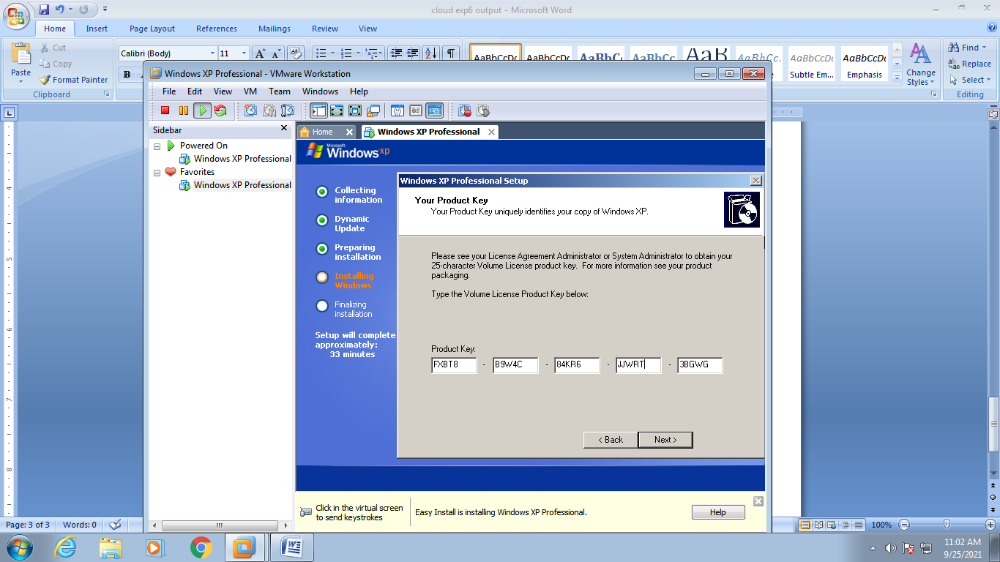 cloud exp6 output - Microsoft Word
Home Insert Page Layout References Mailings Review View
Paste
Cut
Copy
Format Painter
Clipboard
Calibri (Body) 11
B
AaBbCcDc AaBbCcDc AaBbC AaBbCc AaB AaBbCc. AaBbCcDc AaBbCcDc
Subtle Em... Emphasis
Change
Styles
Find
Replace
Select
Editing
Windows XP Professional - VMware Workstation
File Edit View VM Team Windows Help
Sidebar
Powered On
Windows XP Professional
Favorites
Windows XP Professional
Home Windows XP Professional
Microsoft
Windows xp
Collecting
information
Dynamic
Update
Preparing
installation
Installing
Windows
Finalizing
installation
Setup will complete
approximately:
33 minutes
Windows XP Professional Setup
Your Product Key
Your Product Key uniquely identifies your copy of Windows XP.
Please see your License Agreement Administrator or System Administrator to obtain your
25-character Volume License product key. For more information see your product
packaging.
Type the Volume License Product Key below:
Product Key:
FXBT8 - B9W4C - 84KR6 - JJWRT - 3BGWG
< Back Next >
Click in the virtual screen
to send keystrokes
Easy Install is installing Windows XP Professional.
Help
Page: 3 of 3 Words: 0
100%
11:02 AM
9/25/2021